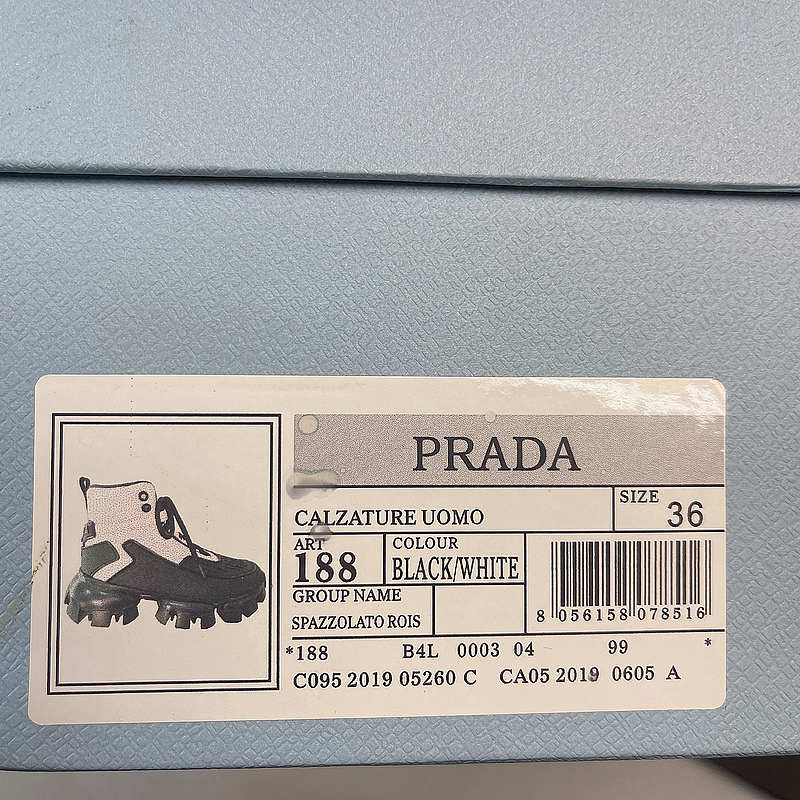 PRADA
CALZATURE UOMO
SIZE 36
ART 188
COLOUR BLACK/WHITE
GROUP NAME
SPAZZOLATO ROIS
8 056158 078516
*188 B4L 0003 04 99 *
C095 2019 05260 C CA05 2019 0605 A